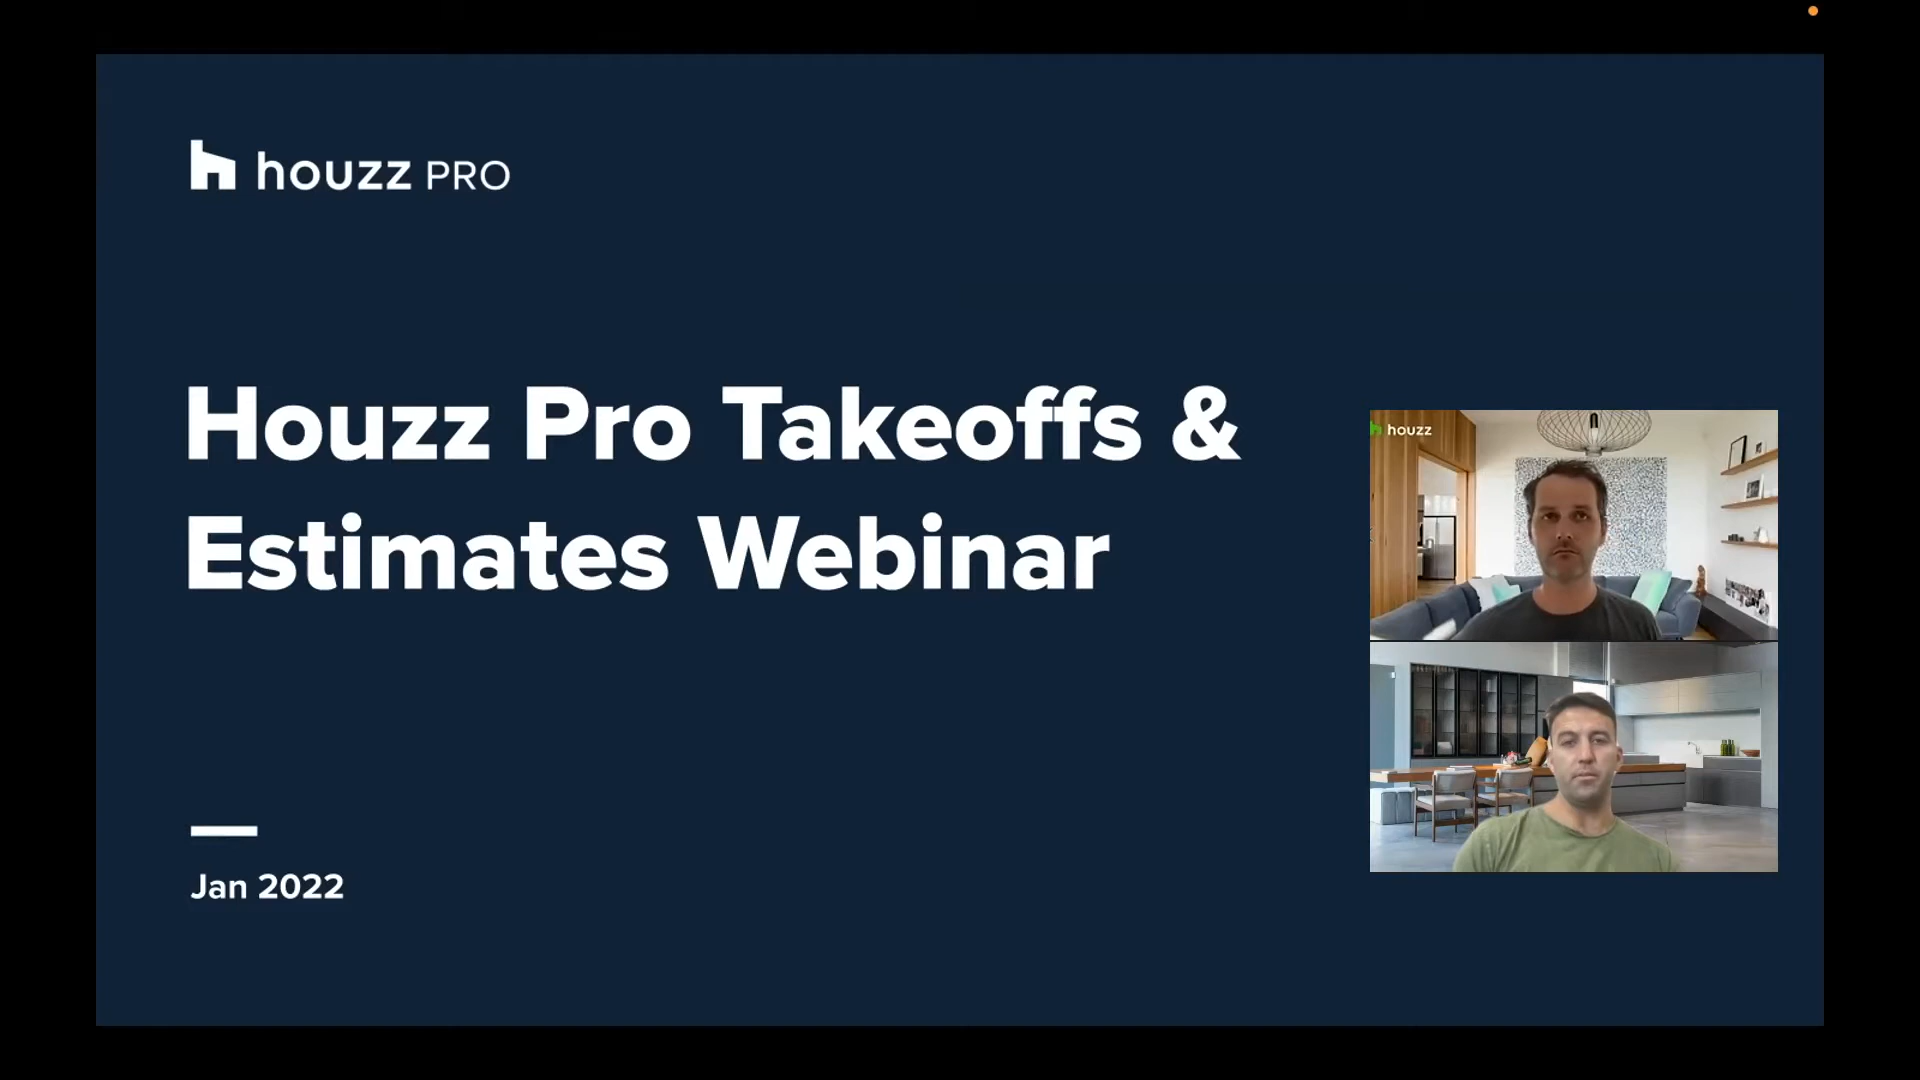 houzz PRO
Houzz Pro Takeoffs &
Estimates Webinar
houzz
Jan 2022